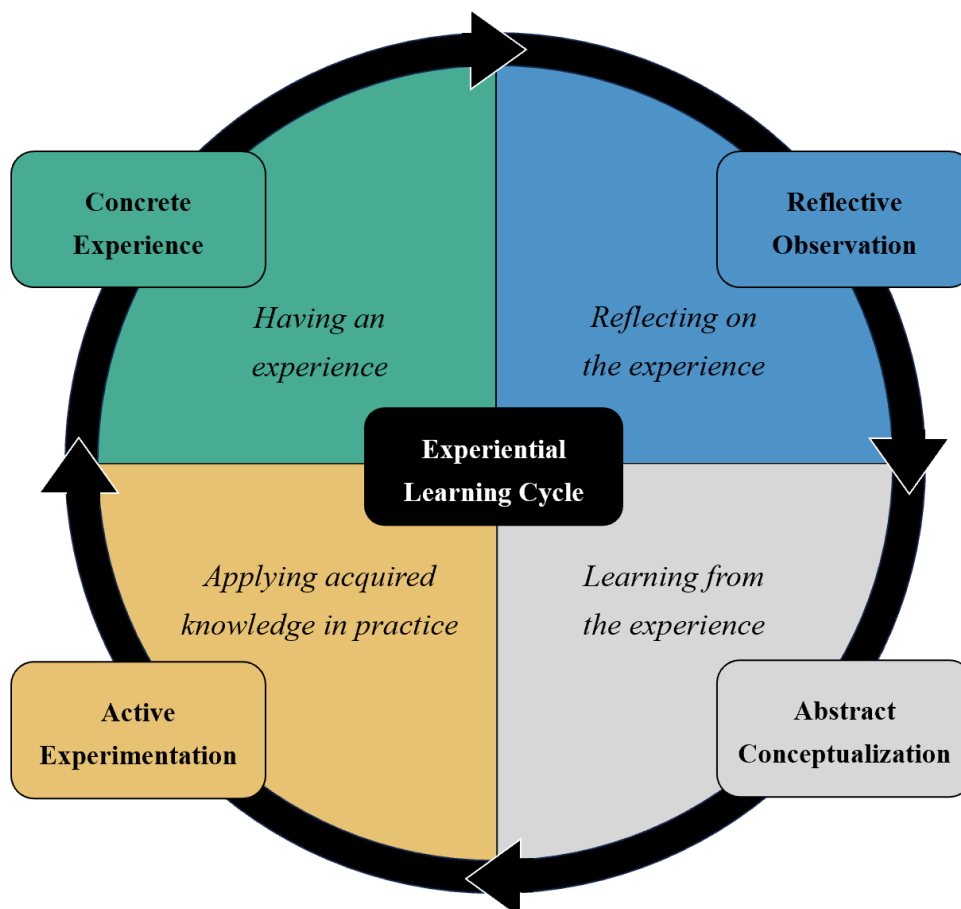 Concrete
Experience
Reflective
Observation
Having an
experience
Reflecting on
the experience
Experiential
Learning Cycle
Applying acquired
knowledge in practice
Learning from
the experience
Active
Experimentation
Abstract
Conceptualization